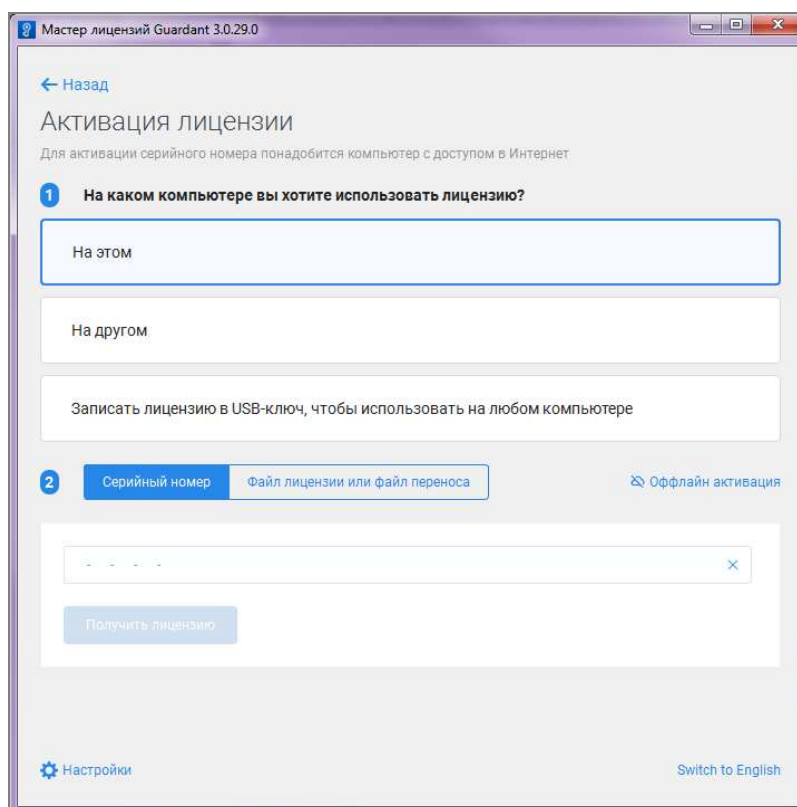 Мастер лицензий Guardant 3.0.29.0
Назад
Активация лицензии
Для активации серийного номера понадобится компьютер с доступом в Интернет
1 На каком компьютере вы хотите использовать лицензию?
На этом
На другом
Записать лицензию в USB-ключ, чтобы использовать на любом компьютере
2 Серийный номер Файл лицензии или файл переноса Оффлайн активация
- - - -
Получить лицензию
Настройки Switch to English